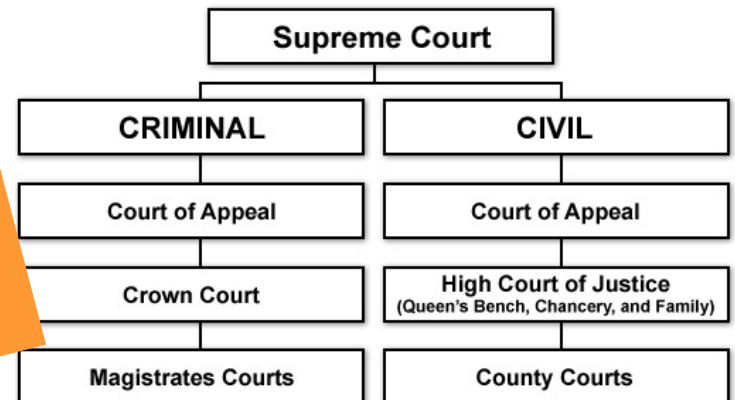 Supreme Court
CRIMINAL
CIVIL
Court of Appeal
Court of Appeal
Crown Court
High Court of Justice
(Queen's Bench, Chancery, and Family)
Magistrates Courts
County Courts